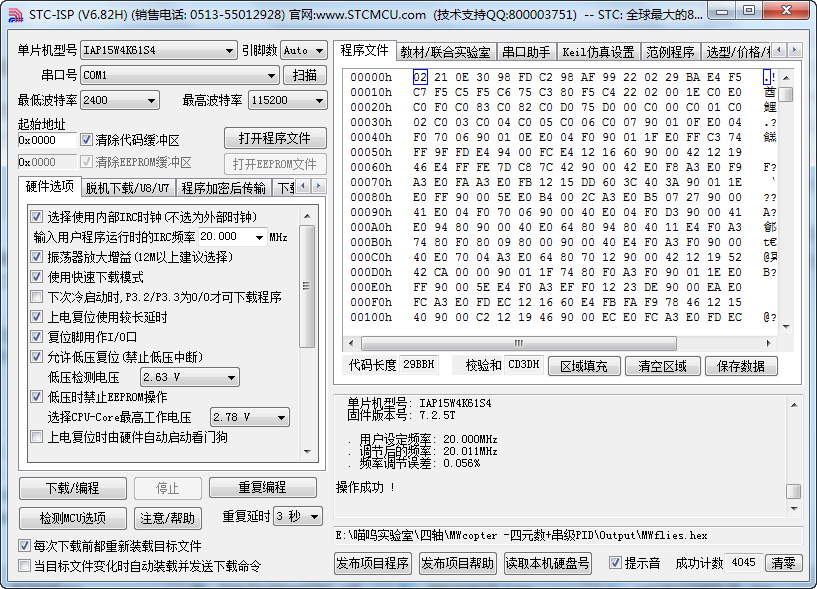 STC-ISP (V6.82H) (销售电话: 0513-55012928) 官网:www.STCMCU.com (技术支持QQ:800003751) -- STC: 全球最大的8...
单片机型号 IAP15W4K61S4 引脚数 Auto
串口号 COM1 扫描
最低波特率 2400 最高波特率 115200
起始地址
0x0000 清除代码缓冲区 打开程序文件
0x0000 清除EEPROM缓冲区 打开EEPROM文件
硬件选项 脱机下载/U8/U7 程序加密后传输
选择使用内部IRC时钟(不选为外部时钟)
输入用户程序运行时的IRC频率 20.000 MHz
振荡器放大增益(12M以上建议选择)
使用快速下载模式
下次冷启动时,P3.2/P3.3为0/0才可下载程序
上电复位使用较长延时
复位脚用作I/O口
允许低压复位(禁止低压中断)
低压检测电压 2.63 V
低压时禁止EEPROM操作
选择CPU-Core最高工作电压 2.78 V
上电复位时由硬件自动启动看门狗
下载/编程 停止 重复编程
检测MCU选项 注意/帮助 重复延时 3 秒
每次下载前都重新装载目标文件
当目标文件变化时自动装载并发送下载命令
程序文件 教材/联合实验室 串口助手 Keil仿真设置 范例程序 选型/价格/
00000h 02 21 0E 30 98 FD C2 98 AF 99 22 02 29 BA E4 F5 .!
00010h C7 F5 C5 F5 C6 75 C3 80 F5 C4 22 02 00 1E C0 E0
00020h C0 F0 C0 83 C0 82 C0 D0 75 D0 00 C0 00 C0 01 C0
00030h 02 C0 03 C0 04 C0 05 C0 06 C0 07 90 01 0F E0 04 .?
00040h F0 70 06 90 01 0E E0 04 F0 90 01 1F E0 FF C3 74
00050h FF 9F FD E4 94 00 FC E4 12 16 60 90 00 42 12 19
00060h 46 E4 FF FE 7D C8 7C 42 90 00 42 E0 F8 A3 E0 F9 F?
00070h A3 E0 FA A3 E0 FB 12 15 DD 60 3C 40 3A 90 01 1E
00080h E0 FF 90 00 5E E0 B4 00 2C A3 E0 B5 07 27 90 00 ??
00090h 41 E0 04 F0 70 06 90 00 40 E0 04 F0 D3 90 00 41 A?
000A0h E0 94 80 90 00 40 E0 64 80 94 80 40 11 E4 F0 A3
000B0h 74 80 F0 80 09 80 00 90 00 40 E4 F0 A3 F0 90 00 t€
000C0h 40 E0 70 04 A3 E0 64 80 70 12 90 00 42 12 19 52
000D0h 42 CA 00 00 90 01 1F 74 80 F0 A3 F0 90 01 1E E0 B?
000E0h FF 90 00 5E E4 F0 A3 EF F0 12 23 DE 90 00 EA E0
000F0h FC A3 E0 FD EC 12 16 60 E4 FB FA F9 78 46 12 15
00100h 40 90 00 C2 12 19 46 90 00 EC E0 FC A3 E0 FD EC @?
代码长度 29BBH 校验和 CD3DH 区域填充 清空区域 保存数据
单片机型号: IAP15W4K61S4
固件版本号: 7.2.5T
. 用户设定频率: 20.000MHz
. 调节后的频率: 20.011MHz
. 频率调节误差: 0.056%
操作成功 !
E:\喵呜实验室\四轴\MWcopter -四元数+串级PID\Output\MWflies.hex
发布项目程序 发布项目帮助 读取本机硬盘号 提示音 成功计数 4045 清零